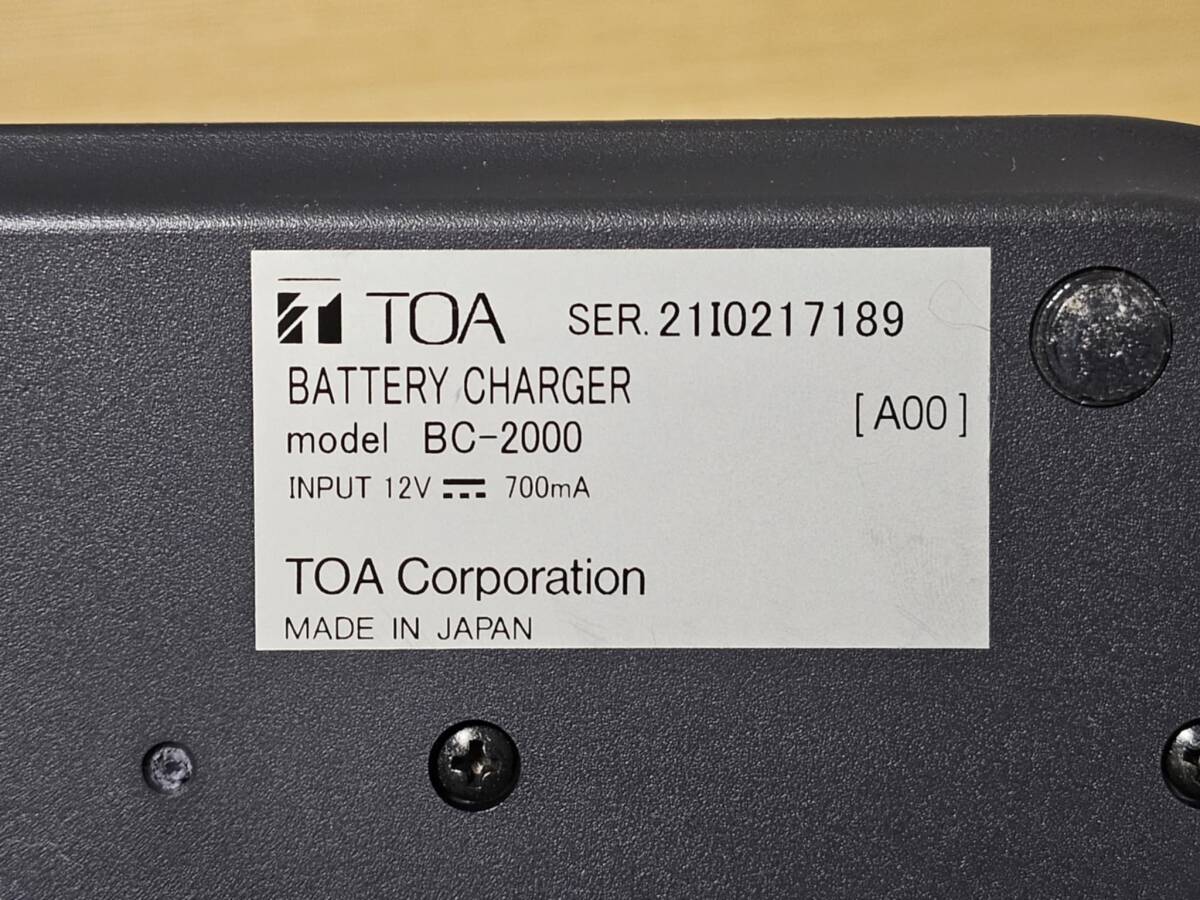 TOA SER. 21I0217189
BATTERY CHARGER
[A00]
model BC-2000
INPUT 12V ⎓ 700mA
TOA Corporation
MADE IN JAPAN